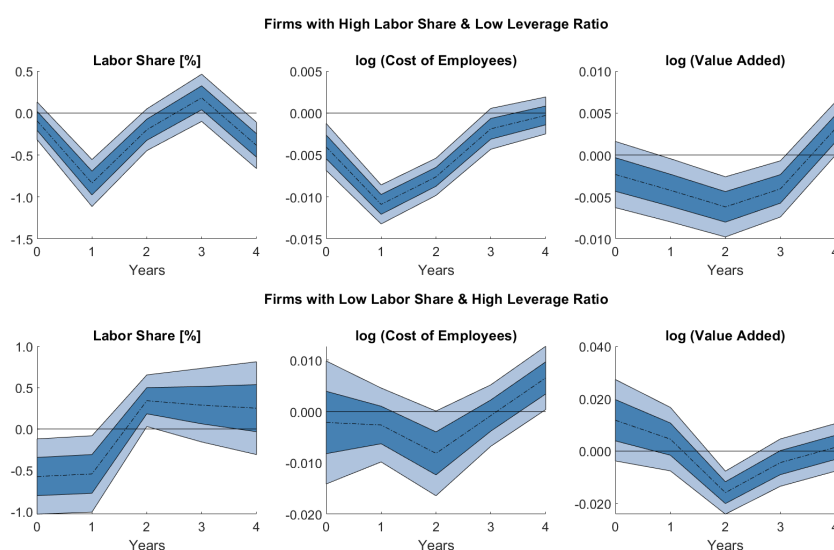 Firms with High Labor Share & Low Leverage Ratio
Labor Share [%]
0.5
0.0
-0.5
-1.0
-1.5
0 1 2 3 4
Years
log (Cost of Employees)
0.005
0.000
-0.005
-0.010
-0.015
0 1 2 3 4
Years
log (Value Added)
0.010
0.005
0.000
-0.005
-0.010
0 1 2 3 4
Years
Firms with Low Labor Share & High Leverage Ratio
Labor Share [%]
1.0
0.5
0.0
-0.5
-1.0
0 1 2 3 4
Years
log (Cost of Employees)
0.010
0.000
-0.010
-0.020
0 1 2 3 4
Years
log (Value Added)
0.040
0.020
0.000
-0.020
0 1 2 3 4
Years